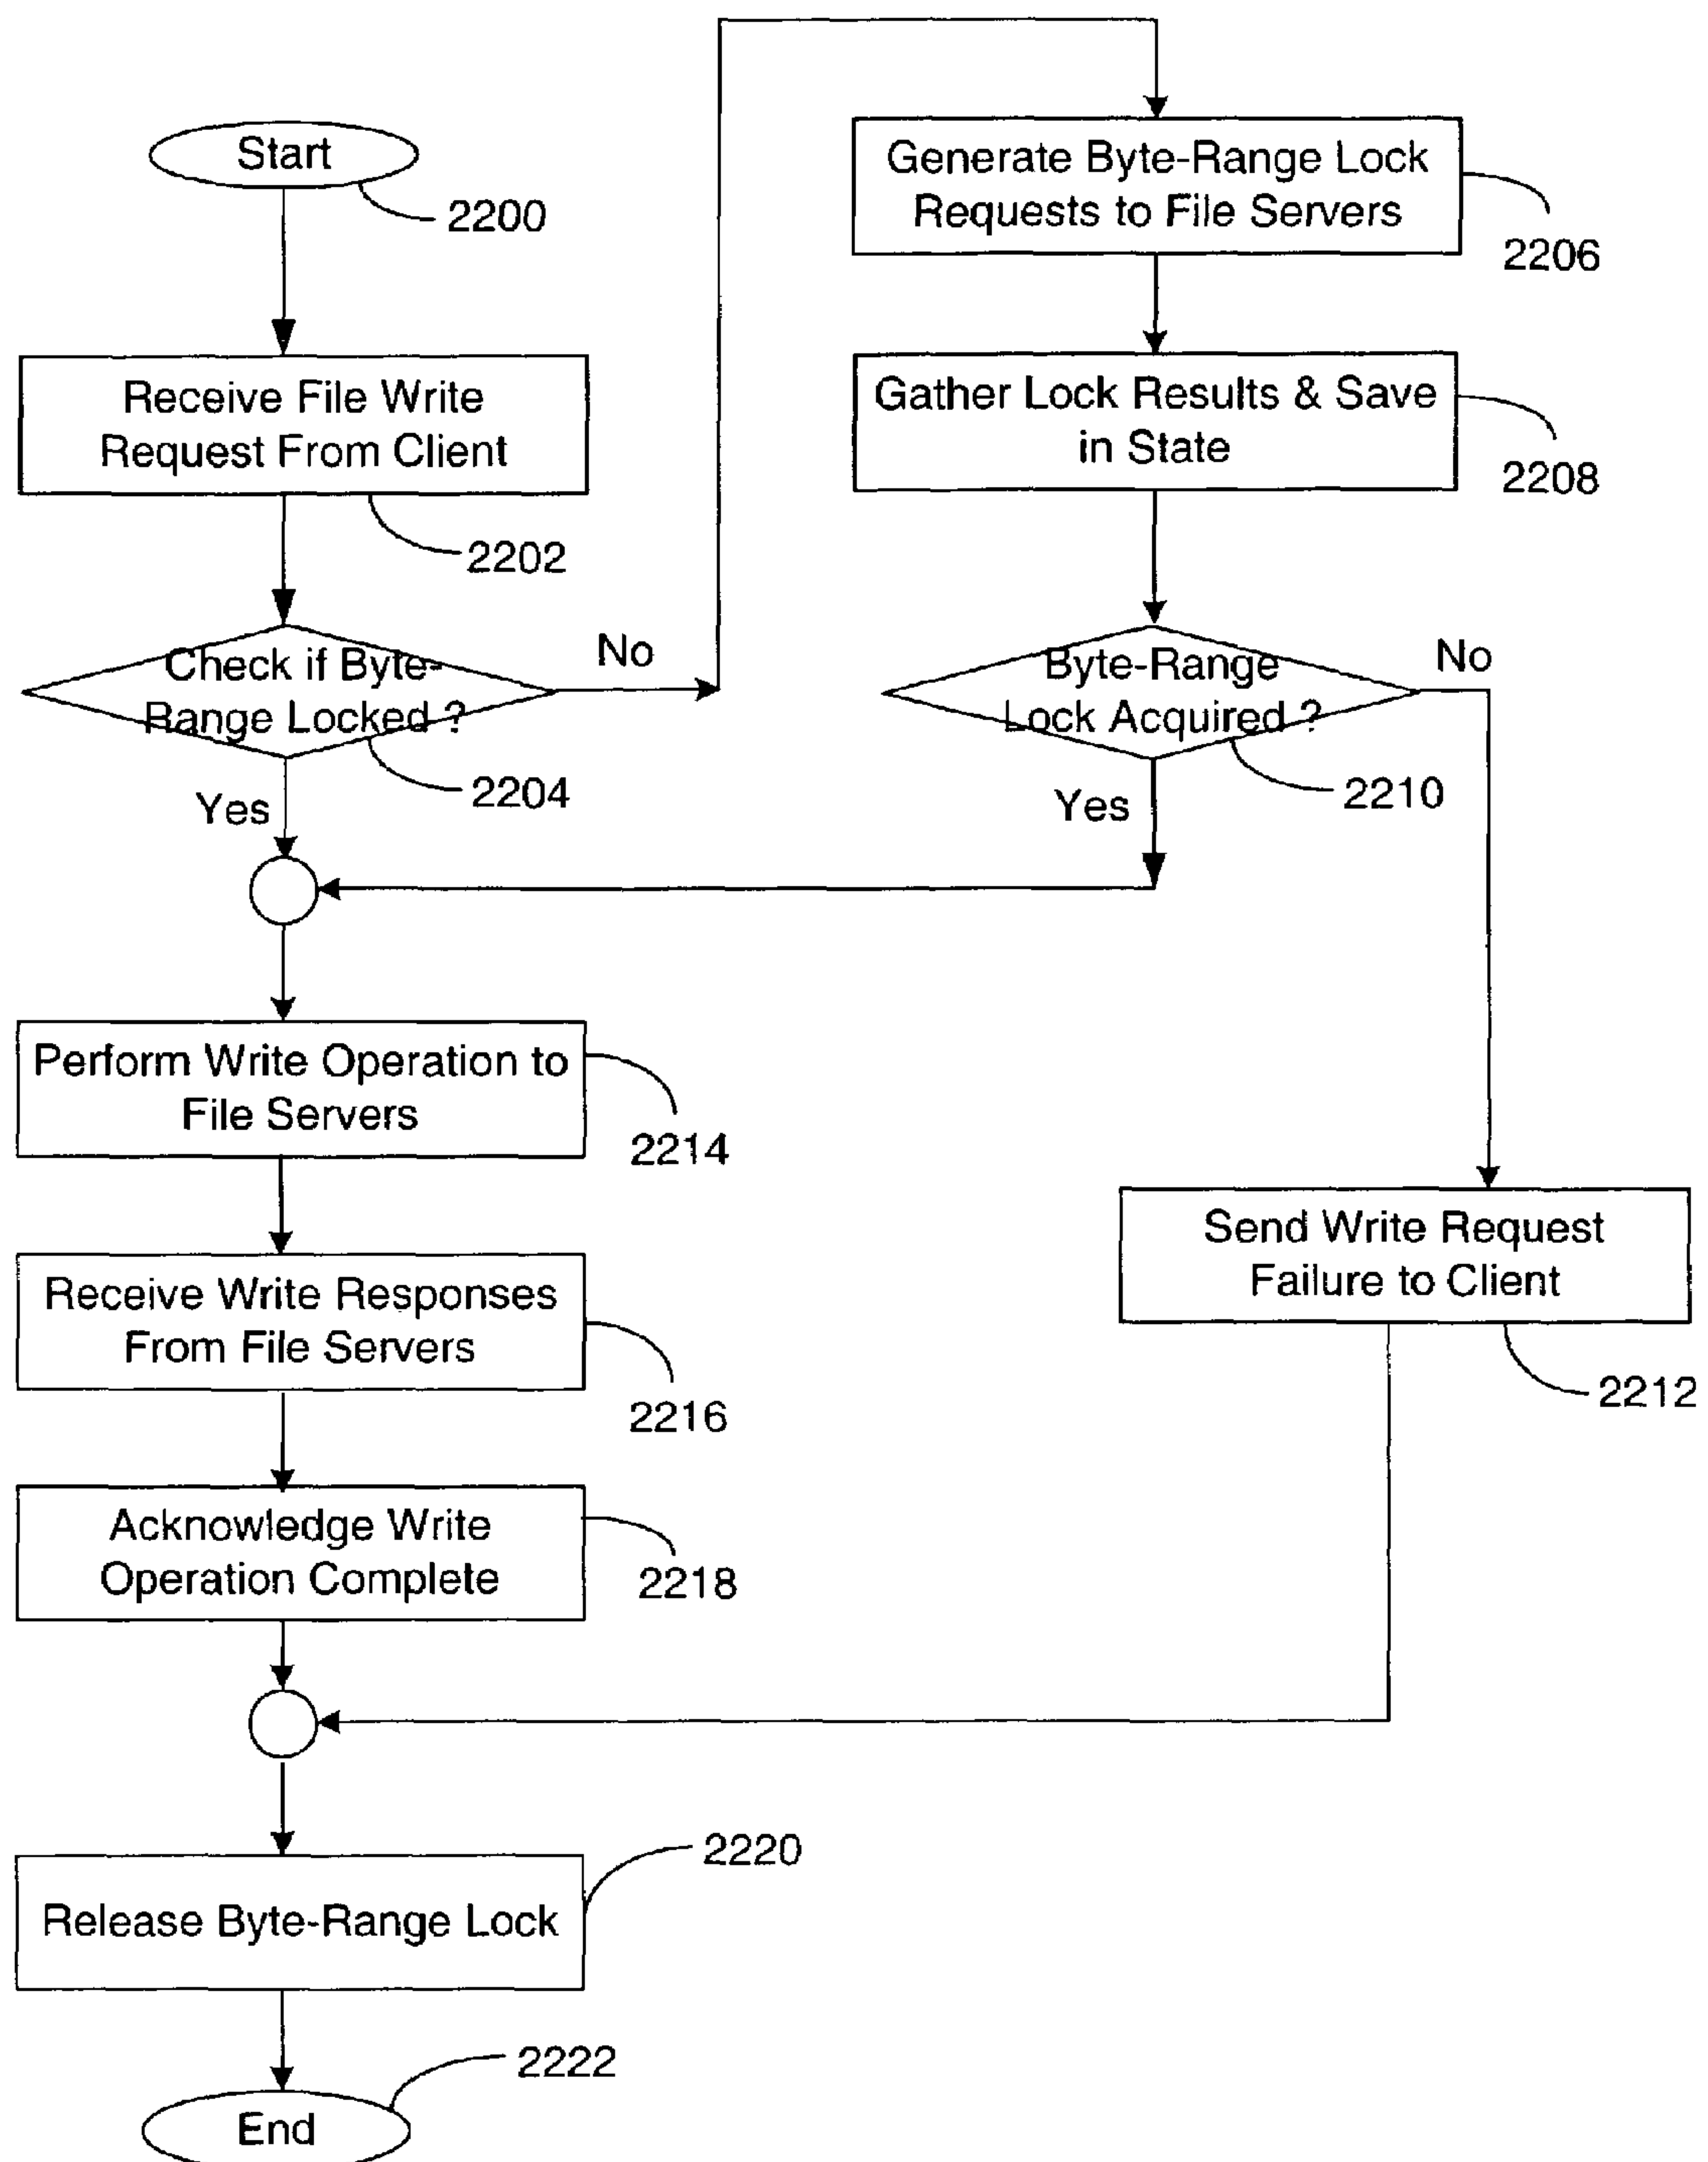 Start
2200
Receive File Write
Request From Client
2202
Check if Byte-
Range Locked ?
No
2204
Yes
Generate Byte-Range Lock
Requests to File Servers
2206
Gather Lock Results & Save
in State
2208
Byte-Range
Lock Acquired ?
No
2210
Yes
Perform Write Operation to
File Servers
2214
Send Write Request
Failure to Client
2212
Receive Write Responses
From File Servers
2216
Acknowledge Write
Operation Complete
2218
Release Byte-Range Lock
2220
End
2222